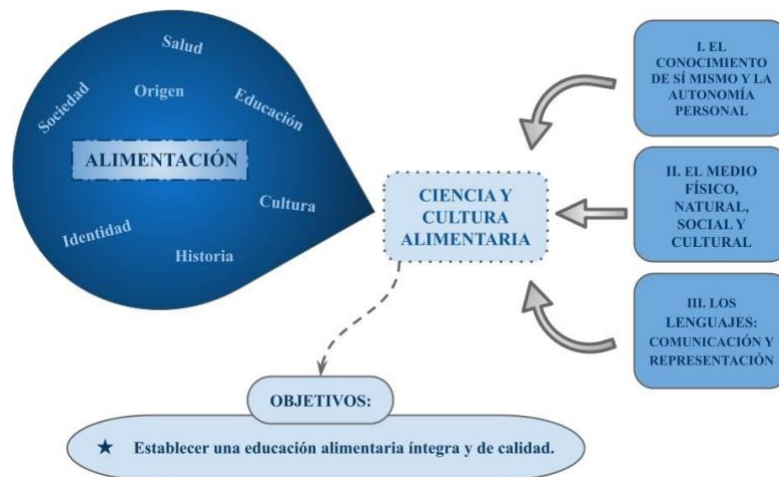 Salud
Origen
Sociedad
Educación
ALIMENTACIÓN
Cultura
Identidad
Historia
CIENCIA Y
CULTURA
ALIMENTARIA
I. EL
CONOCIMIENTO
DE SÍ MISMO Y LA
AUTONOMÍA
PERSONAL
II. EL MEDIO
FÍSICO,
NATURAL,
SOCIAL Y
CULTURAL
III. LOS
LENGUAJES:
COMUNICACIÓN Y
REPRESENTACIÓN
OBJETIVOS:
★ Establecer una educación alimentaria íntegra y de calidad.